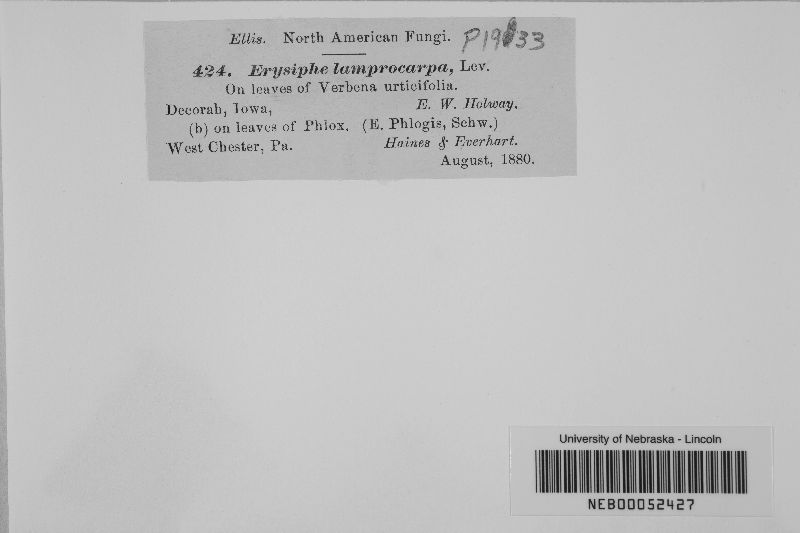 Ellis. North American Fungi.
424. Erysiphe lamprocarpa, Lev.
On leaves of Verbena urticifolia.
Decorah, Iowa, E. W. Holway.
(b) on leaves of Phlox. (E. Phlogis, Schw.)
West Chester, Pa. Haines & Everhart.
August, 1880.
University of Nebraska - Lincoln
NEB00052427